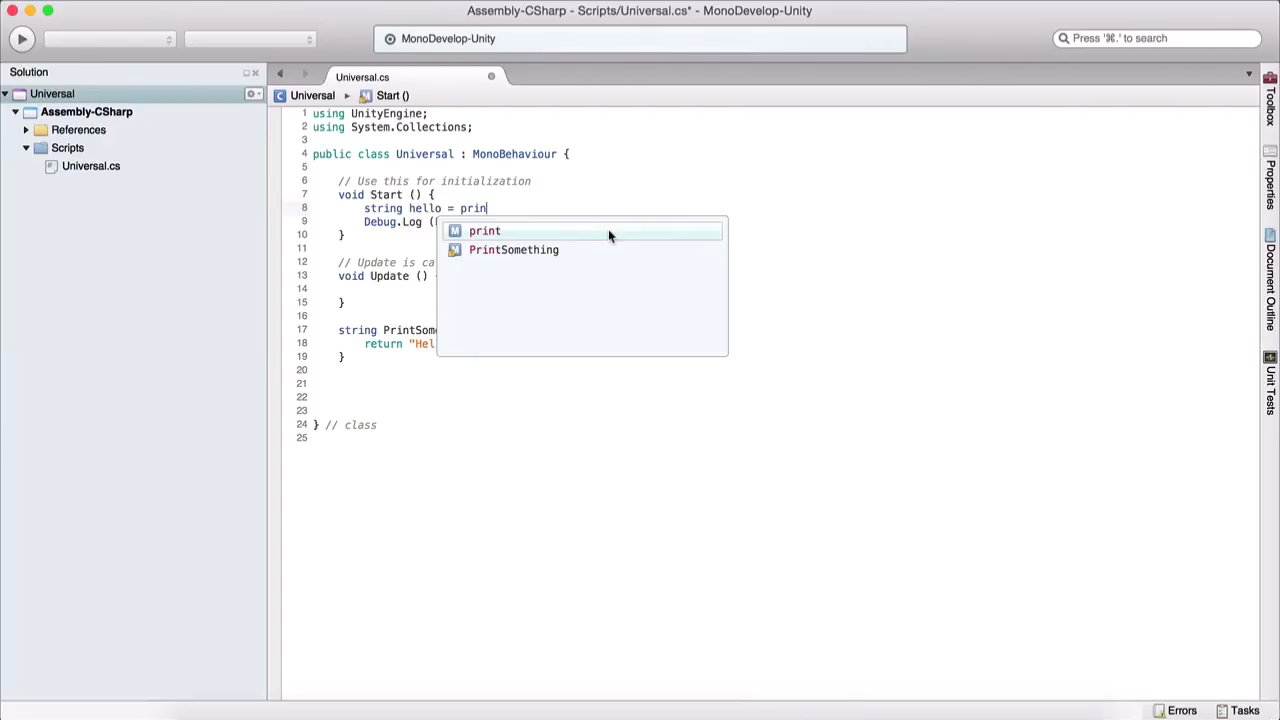 Assembly-CSharp - Scripts/Universal.cs* - MonoDevelop-Unity
MonoDevelop-Unity
Press '⌘.' to search
Solution
Universal
Assembly-CSharp
References
Scripts
Universal.cs
Universal.cs
Universal ▸ Start ()
1 using UnityEngine;
2 using System.Collections;
3
4 public class Universal : MonoBehaviour {
5
6 // Use this for initialization
7 void Start () {
8 string hello = prin
9 Debug.Log (
10 }
11
12 // Update is ca
13 void Update ()
14
15 }
16
17 string PrintSom
18 return "Hel
19 }
20
21
22
23
24 } // class
25
print
PrintSomething
Toolbox
Properties
Document Outline
Unit Tests
Errors
Tasks